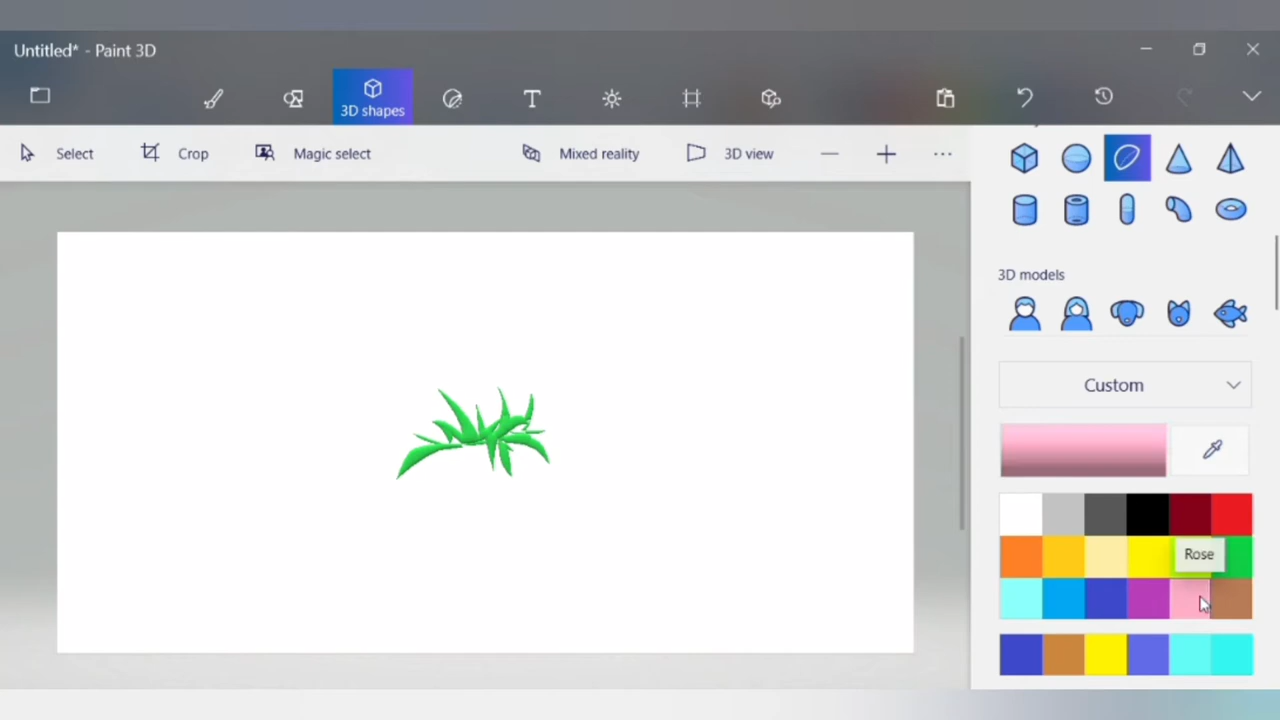 Untitled* - Paint 3D
3D shapes
T
Select
Crop
Magic select
Mixed reality
3D view
3D models
Custom
Rose